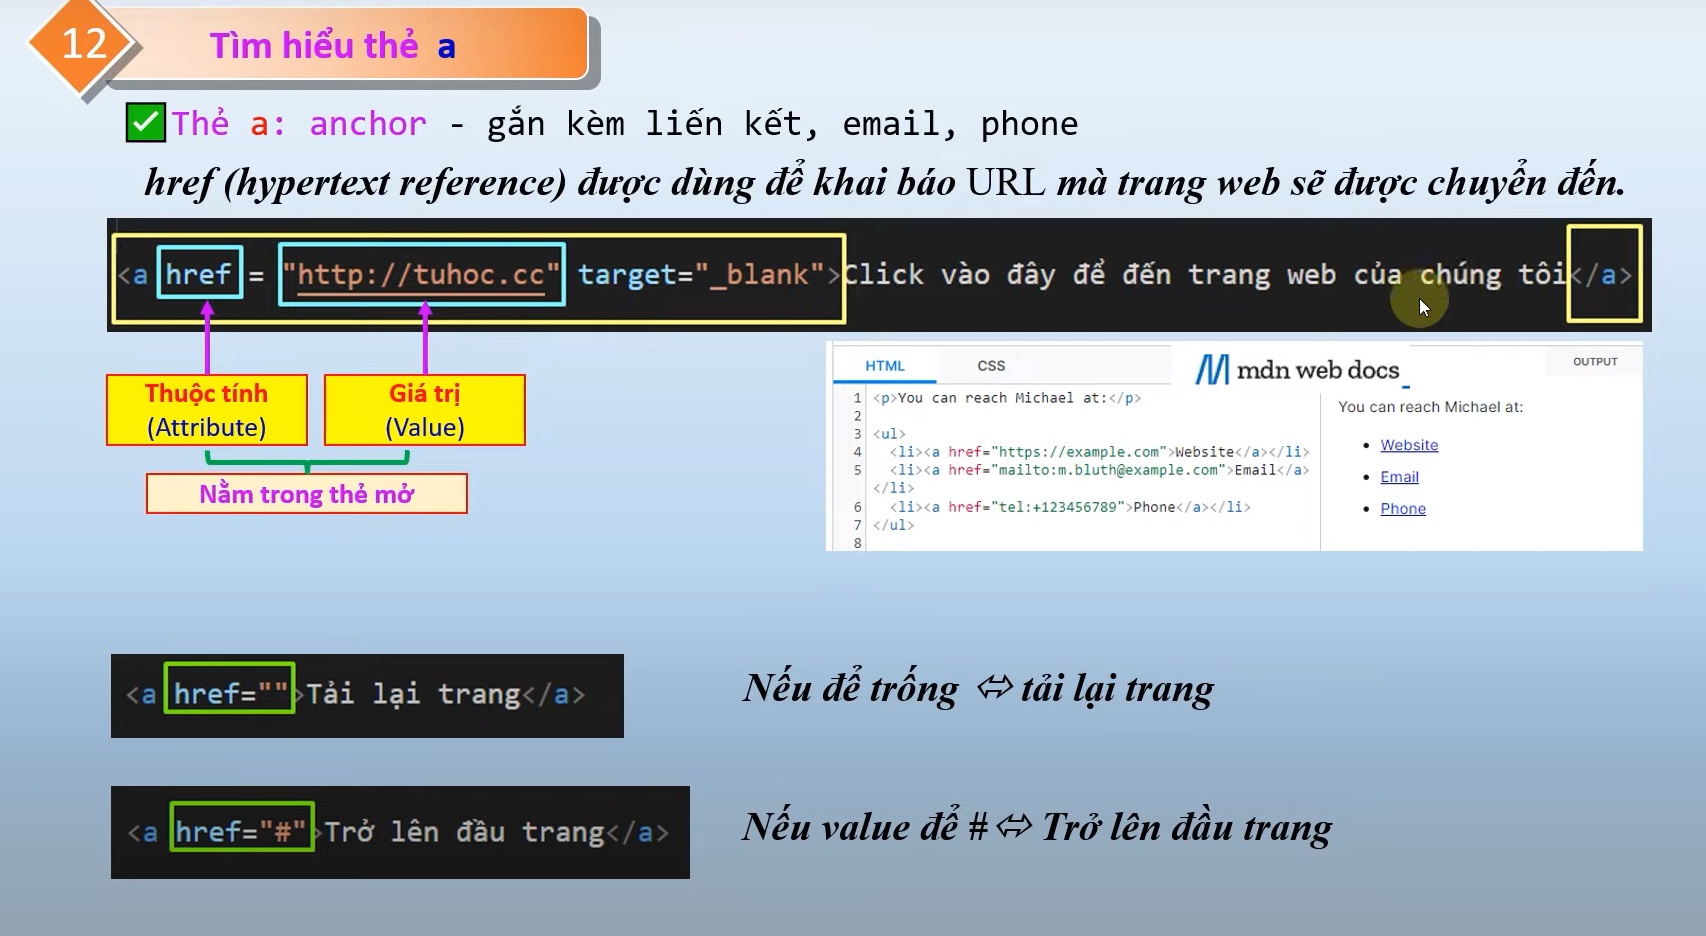 12
Tìm hiểu thẻ a
Thẻ a: anchor - gắn kèm liến kết, email, phone
href (hypertext reference) được dùng để khai báo URL mà trang web sẽ được chuyển đến.
<a href = "http://tuhoc.cc" target="_blank">Click vào đây để đến trang web của chúng tôi</a>
Thuộc tính
(Attribute)
Giá trị
(Value)
Nằm trong thẻ mở
HTML CSS
mdn web docs_
OUTPUT
1 <p>You can reach Michael at:</p>
2
3 <ul>
4 <li><a href="https://example.com">Website</a></li>
5 <li><a href="mailto:m.bluth@example.com">Email</a>
</li>
6 <li><a href="tel:+123456789">Phone</a></li>
7 </ul>
8
You can reach Michael at:
• Website
• Email
• Phone
<a href="">Tải lại trang</a>
Nếu để trống ⬄ tải lại trang
<a href="#">Trở lên đầu trang</a>
Nếu value để # ⬄ Trở lên đầu trang